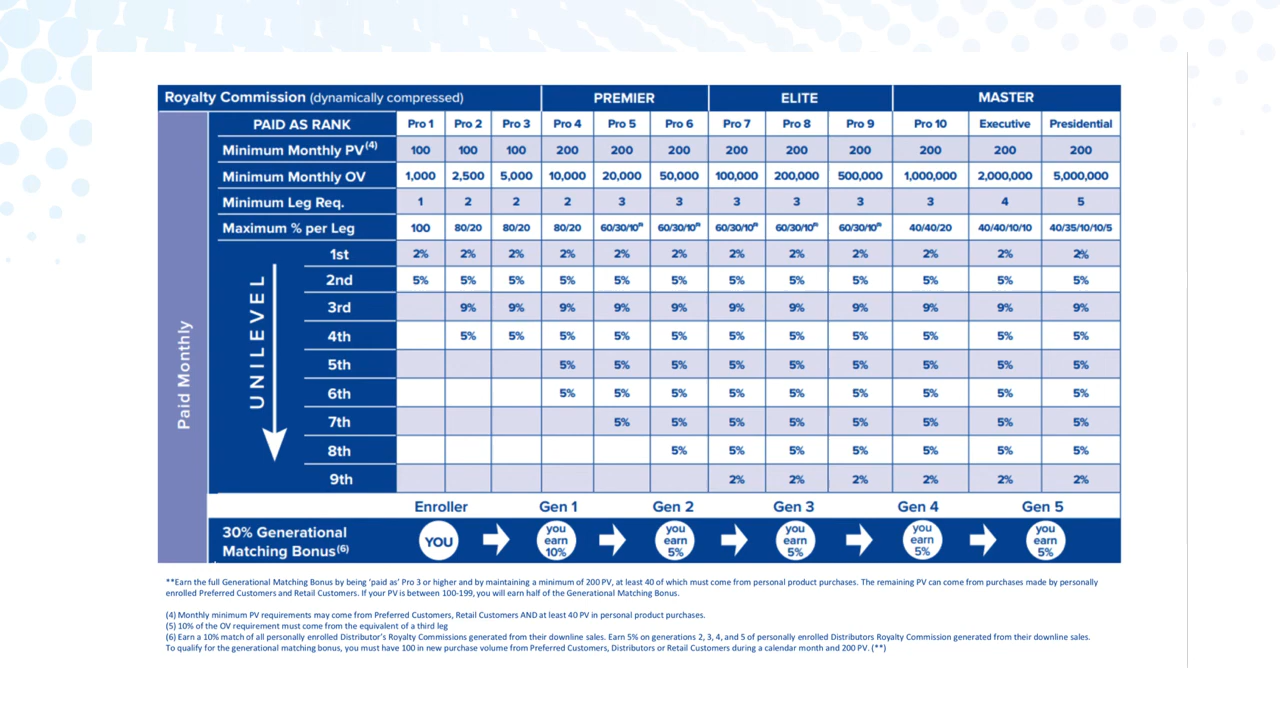 Royalty Commission (dynamically compressed) PREMIER ELITE MASTER
PAID AS RANK Pro 1 Pro 2 Pro 3 Pro 4 Pro 5 Pro 6 Pro 7 Pro 8 Pro 9 Pro 10 Executive Presidential
Minimum Monthly PV(4) 100 100 100 200 200 200 200 200 200 200 200 200
Minimum Monthly OV 1,000 2,500 5,000 10,000 20,000 50,000 100,000 200,000 500,000 1,000,000 2,000,000 5,000,000
Minimum Leg Req. 1 2 2 2 3 3 3 3 3 3 4 5
Maximum % per Leg 100 80/20 80/20 80/20 60/30/10 60/30/10 60/30/10 60/30/10 60/30/10 40/40/20 40/40/10/10 40/35/10/10/5
Paid Monthly
UNILEVEL
1st 2% 2% 2% 2% 2% 2% 2% 2% 2% 2% 2% 2%
2nd 5% 5% 5% 5% 5% 5% 5% 5% 5% 5% 5% 5%
3rd 9% 9% 9% 9% 9% 9% 9% 9% 9% 9% 9%
4th 5% 5% 5% 5% 5% 5% 5% 5% 5% 5% 5%
5th 5% 5% 5% 5% 5% 5% 5% 5% 5%
6th 5% 5% 5% 5% 5% 5% 5% 5% 5%
7th 5% 5% 5% 5% 5% 5% 5% 5%
8th 5% 5% 5% 5% 5% 5% 5%
9th 2% 2% 2% 2% 2% 2%
Enroller Gen 1 Gen 2 Gen 3 Gen 4 Gen 5
30% Generational
Matching Bonus(6)
YOU
you
earn
10%
you
earn
5%
you
earn
5%
you
earn
5%
you
earn
5%
**Earn the full Generational Matching Bonus by being 'paid as' Pro 3 or higher and by maintaining a minimum of 200 PV, at least 40 of which must come from personal product purchases. The remaining PV can come from purchases made by personally
enrolled Preferred Customers and Retail Customers. If your PV is between 100-199, you will earn half of the Generational Matching Bonus.
(4) Monthly minimum PV requirements may come from Preferred Customers, Retail Customers AND at least 40 PV in personal product purchases.
(5) 10% of the OV requirement must come from the equivalent of a third leg
(6) Earn a 10% match of all personally enrolled Distributor's Royalty Commissions generated from their downline sales. Earn 5% on generations 2, 3, 4, and 5 of personally enrolled Distributors Royalty Commission generated from their downline sales.
To qualify for the generational matching bonus, you must have 100 in new purchase volume from Preferred Customers, Distributors or Retail Customers during a calendar month and 200 PV. (**)